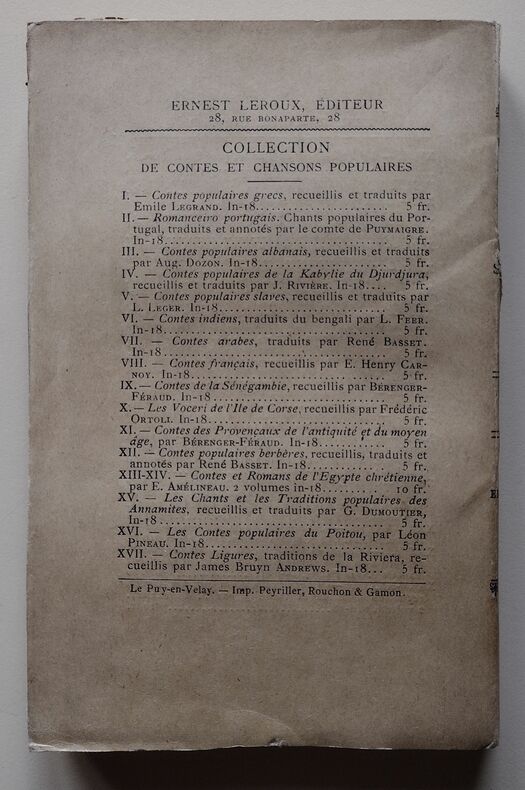 ERNEST LEROUX, ÉDITEUR
28, RUE BONAPARTE, 28
COLLECTION
DE CONTES ET CHANSONS POPULAIRES
I. — Contes populaires grecs, recueillis et traduits par
Emile LEGRAND. In-18.............................. 5 fr.
II. — Romanceiro portugais. Chants populaires du Por-
tugal, traduits et annotés par le comte de PUYMAIGRE.
In-18............................................. 5 fr.
III. — Contes populaires albanais, recueillis et traduits
par Aug. DOZON. In-18............................. 5 fr.
IV. — Contes populaires de la Kabylie du Djurdjura,
recueillis et traduits par J. RIVIÈRE. In-18.... 5 fr.
V. — Contes populaires slaves, recueillis et traduits par
L. LEGER. In-18................................... 5 fr.
VI. — Contes indiens, traduits du bengali par L. FEER.
In-18............................................. 5 fr.
VII. — Contes arabes, traduits par René BASSET.
In-18............................................. 5 fr.
VIII. — Contes français, recueillis par E. Henry CAR-
NOY. In-18........................................ 5 fr.
IX. — Contes de la Sénégambie, recueillis par BÉRENGER-
FÉRAUD. In-18..................................... 5 fr.
X. — Les Voceri de l'Ile de Corse, recueillis par Frédéric
ORTOLI. In-18..................................... 5 fr.
XI. — Contes des Provençaux de l'antiquité et du moyen
âge, par BÉRENGER-FÉRAUD. In-18............ 5 fr.
XII. — Contes populaires berbères, recueillis, traduits et
annotés par René BASSET. In-18.............. 5 fr.
XIII-XIV. — Contes et Romans de l'Egypte chrétienne,
par E. AMÉLINEAU. 2 volumes in-18........... 10 fr.
XV. — Les Chants et les Traditions populaires des
Annamites, recueillis et traduits par G. DUMOUTIER,
In-18............................................. 5 fr.
XVI. — Les Contes populaires du Poitou, par Léon
PINEAU. In-18..................................... 5 fr.
XVII. — Contes Ligures, traditions de la Riviera, re-
cueillis par James Bruyn ANDREWS. In-18... 5 fr.
Le Puy-en-Velay. — Imp. Peyriller, Rouchon & Gamon.